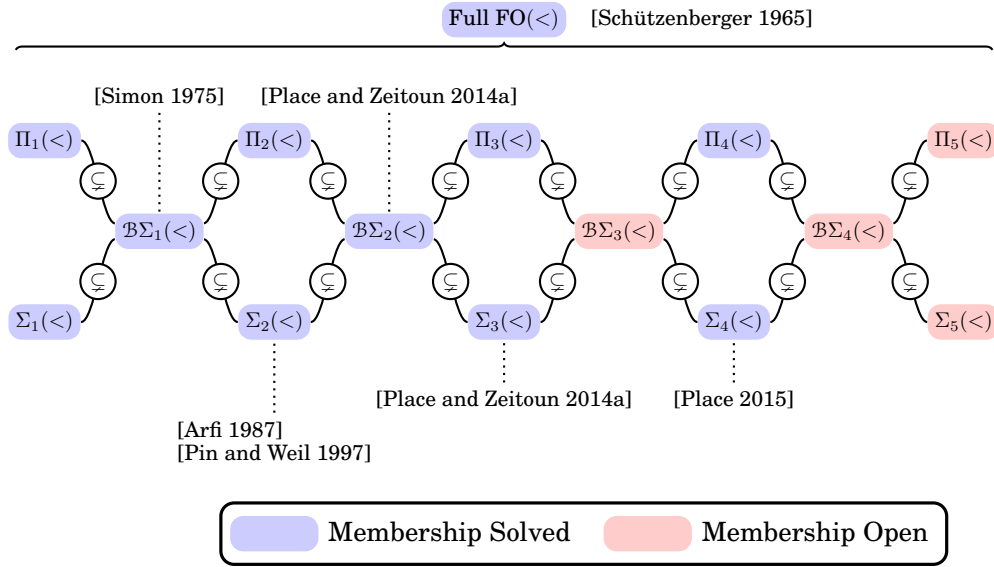 Full FO(<) [Schützenberger 1965]
[Simon 1975] [Place and Zeitoun 2014a]
Π₁(<) Π₂(<) Π₃(<) Π₄(<) Π₅(<)
⊊ ⊊ ⊊ ⊊ ⊊ ⊊ ⊊ ⊊
ℬΣ₁(<) ℬΣ₂(<) ℬΣ₃(<) ℬΣ₄(<)
⊊ ⊊ ⊊ ⊊ ⊊ ⊊ ⊊ ⊊
Σ₁(<) Σ₂(<) Σ₃(<) Σ₄(<) Σ₅(<)
[Place and Zeitoun 2014a] [Place 2015]
[Arfi 1987]
[Pin and Weil 1997]
Membership Solved Membership Open